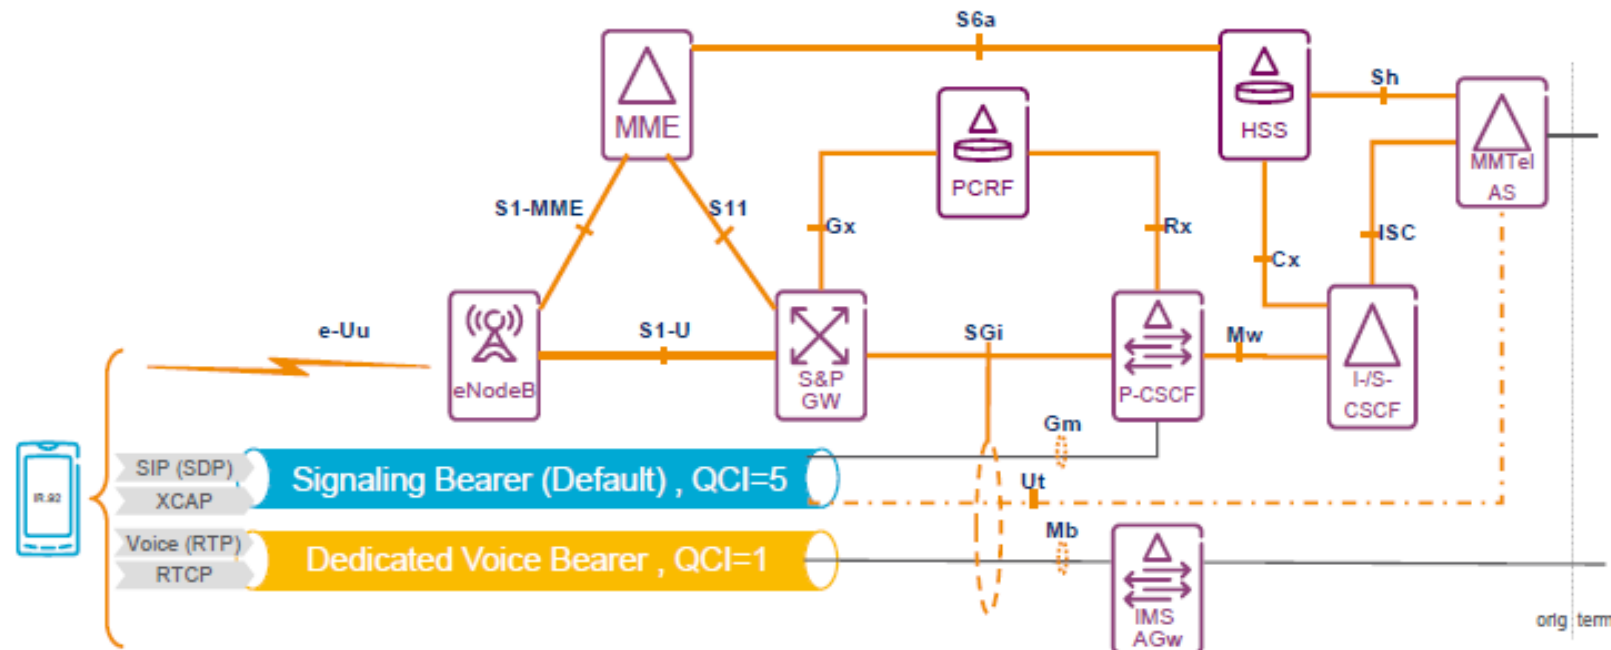 S6a
MME
HSS
Sh
MMTel
AS
PCRF
S1-MME
S11
Gx
Rx
Cx
ISC
e-Uu
eNodeB
S1-U
S&P
GW
SGi
P-CSCF
Mw
I-/S-
CSCF
IR.92
SIP (SDP)
XCAP
Signaling Bearer (Default) , QCI=5
Gm
Ut
Voice (RTP)
RTCP
Dedicated Voice Bearer , QCI=1
Mb
IMS
AGw
orig term